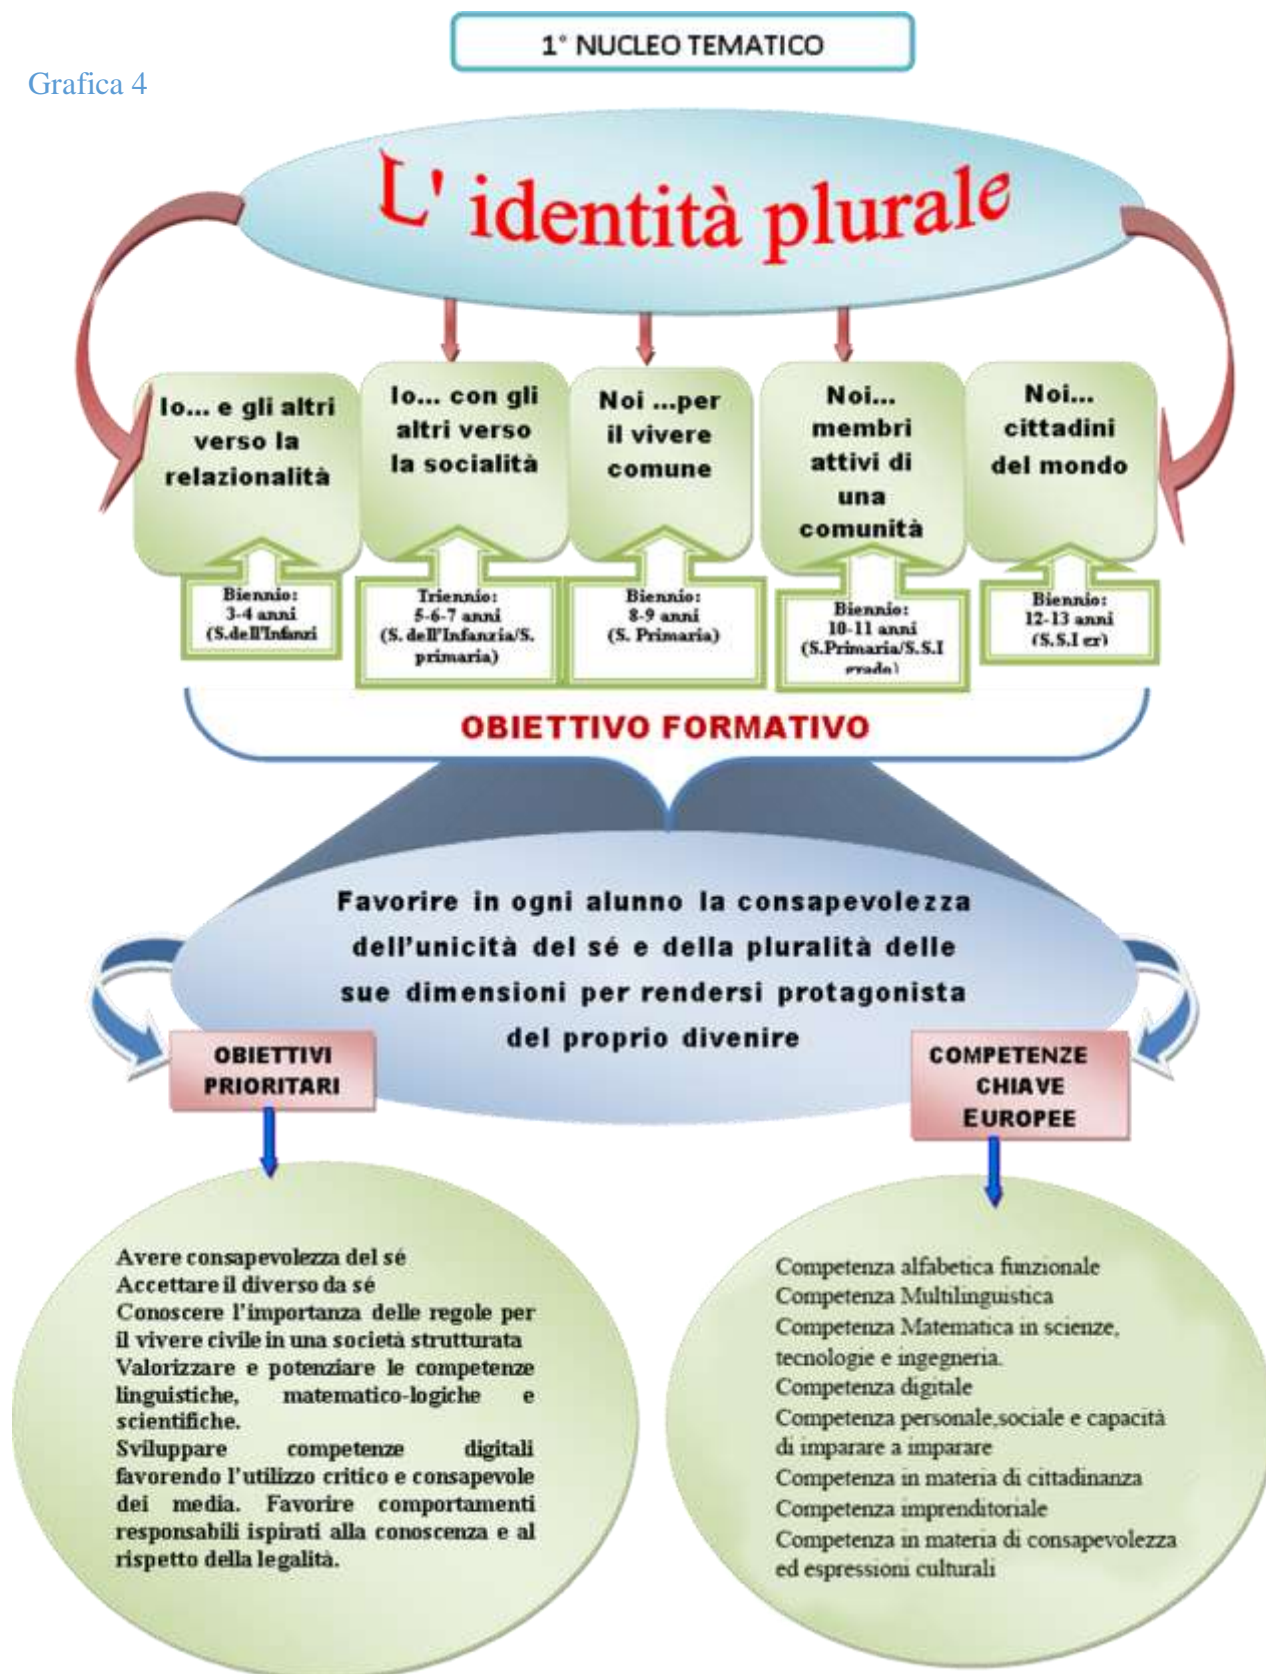 1° NUCLEO TEMATICO
Grafica 4
L' identità plurale
Io... e gli altri
verso la
relazionalità
Io... con gli
altri verso
la socialità
Noi ...per
il vivere
comune
Noi...
membri
attivi di
una
comunità
Noi...
cittadini
del mondo
Biennio:
3-4 anni
(S.dell'Infanzi
Triennio:
5-6-7 anni
(S. dell'Infanzia/S.
primaria)
Biennio:
8-9 anni
(S. Primaria)
Biennio:
10-11 anni
(S.Primaria/S.S.I
grado)
Biennio:
12-13 anni
(S.S.I gr)
OBIETTIVO FORMATIVO
Favorire in ogni alunno la consapevolezza
dell'unicità del sé e della pluralità delle
sue dimensioni per rendersi protagonista
del proprio divenire
OBIETTIVI
PRIORITARI
COMPETENZE
CHIAVE
EUROPEE
Avere consapevolezza del sé
Accettare il diverso da sé
Conoscere l'importanza delle regole per
il vivere civile in una società strutturata
Valorizzare e potenziare le competenze
linguistiche, matematico-logiche e
scientifiche.
Sviluppare competenze digitali
favorendo l'utilizzo critico e consapevole
dei media. Favorire comportamenti
responsabili ispirati alla conoscenza e al
rispetto della legalità.
Competenza alfabetica funzionale
Competenza Multilinguistica
Competenza Matematica in scienze,
tecnologie e ingegneria.
Competenza digitale
Competenza personale,sociale e capacità
di imparare a imparare
Competenza in materia di cittadinanza
Competenza imprenditoriale
Competenza in materia di consapevolezza
ed espressioni culturali